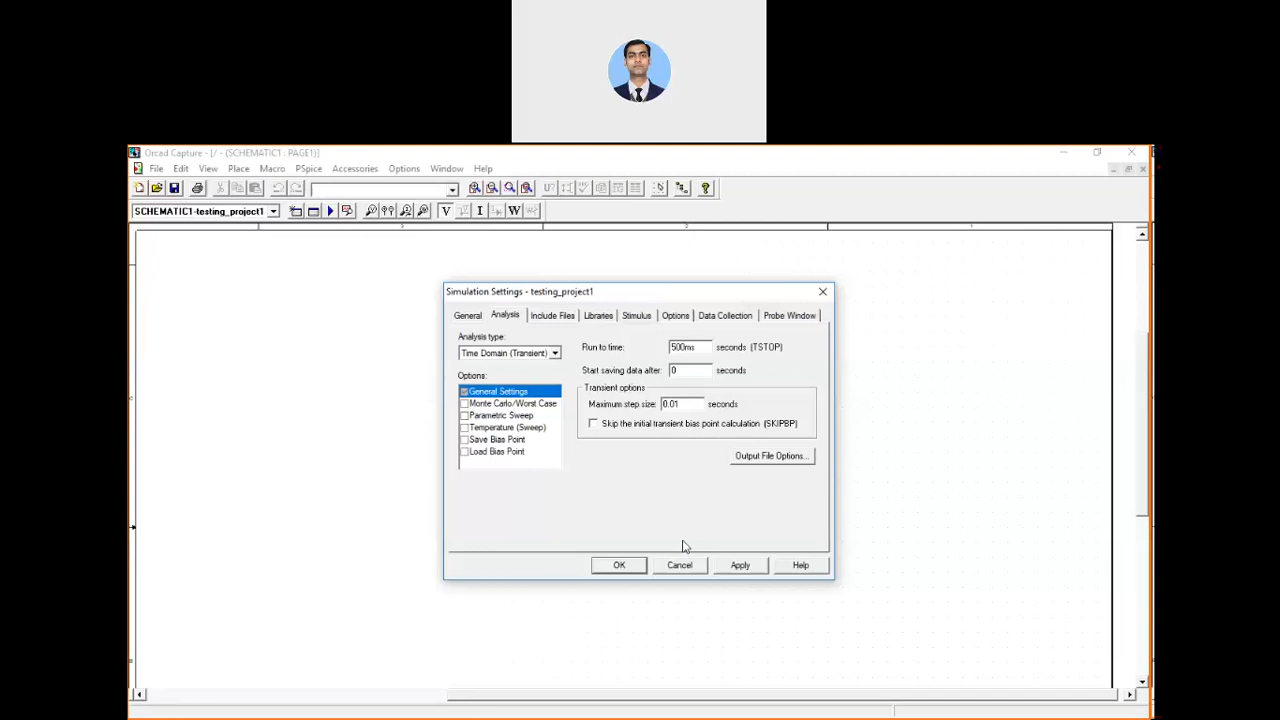 Orcad Capture - [/ - (SCHEMATIC1 : PAGE1)]
File Edit View Place Macro PSpice Accessories Options Window Help
U?
SCHEMATIC1-testing_project1 V I W
Simulation Settings - testing_project1
General Analysis Include Files Libraries Stimulus Options Data Collection Probe Window
Analysis type:
Time Domain (Transient)
Options:
General Settings
Monte Carlo/Worst Case
Parametric Sweep
Temperature (Sweep)
Save Bias Point
Load Bias Point
Run to time: 500ms seconds (TSTOP)
Start saving data after: 0 seconds
Transient options
Maximum step size: 0.01 seconds
Skip the initial transient bias point calculation (SKIPBP)
Output File Options...
OK Cancel Apply Help